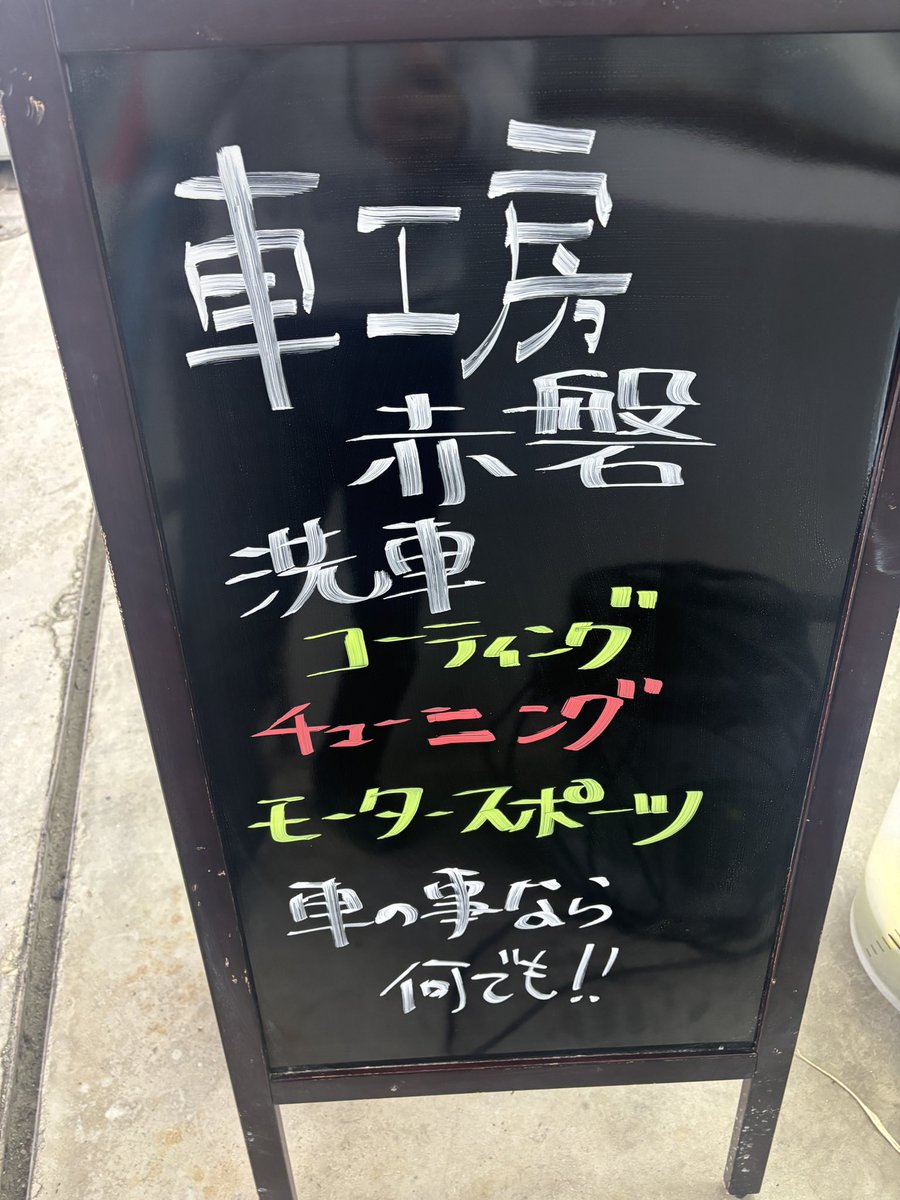 車工房
赤磐
洗車
コーティング
チューニング
モータースポーツ
車の事なら
何でも!!